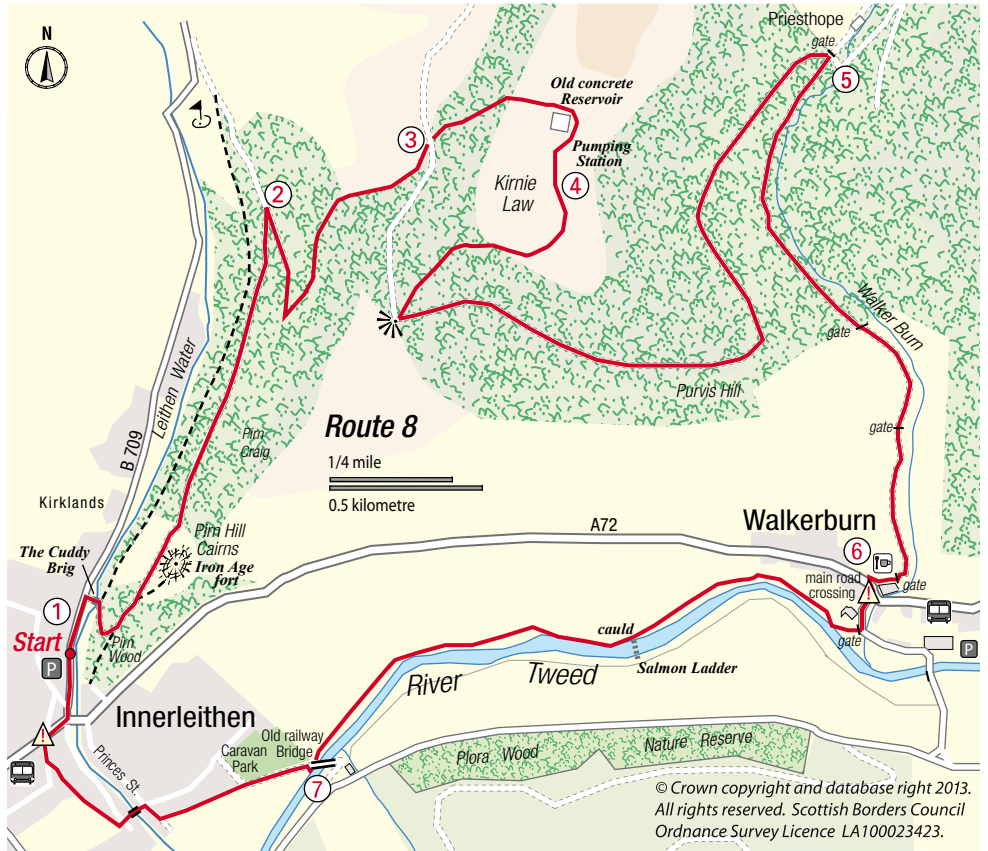 N
Priesthope
gate
5
Old concrete
Reservoir
3
Pumping
Station
4
Kirnie
Law
2
Walker Burn
gate
Leithen Water
Purvis Hill
Route 8
1/4 mile
0.5 kilometre
gate
B 709
Pirn
Craig
Kirklands
Pirn Hill
Cairns
Iron Age
fort
A72
Walkerburn
The Cuddy
Brig
6
main road
crossing
!
gate
1
Start
P
Pirn
Wood
cauld
gate
P
Salmon Ladder
River Tweed
Innerleithen
!
Old railway
Bridge
Caravan
Park
Princes St.
7
Plora Wood
Nature Reserve
© Crown copyright and database right 2013.
All rights reserved. Scottish Borders Council
Ordnance Survey Licence LA100023423.